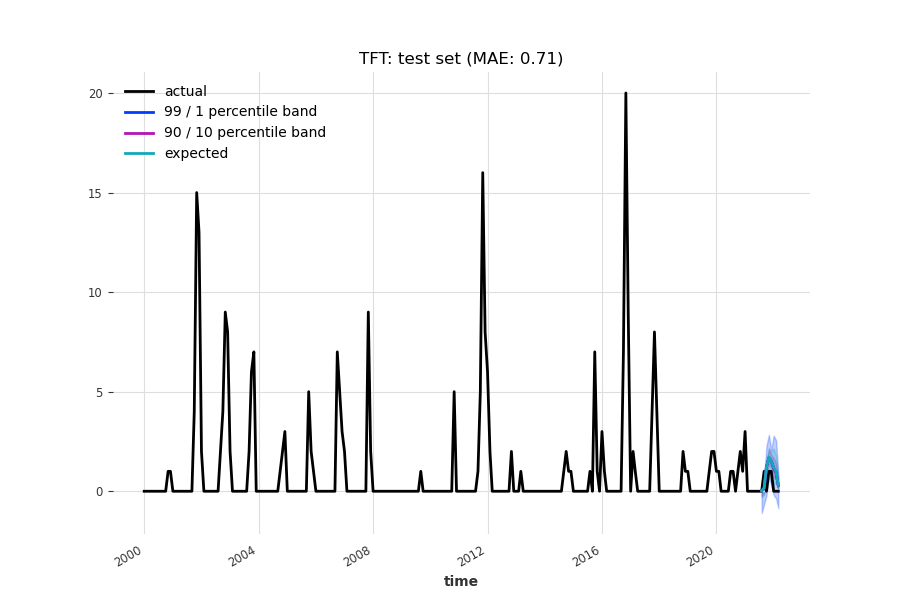 TFT: test set (MAE: 0.71)
actual
99 / 1 percentile band
90 / 10 percentile band
expected
20
15
10
5
0
2000
2004
2008
2012
2016
2020
time